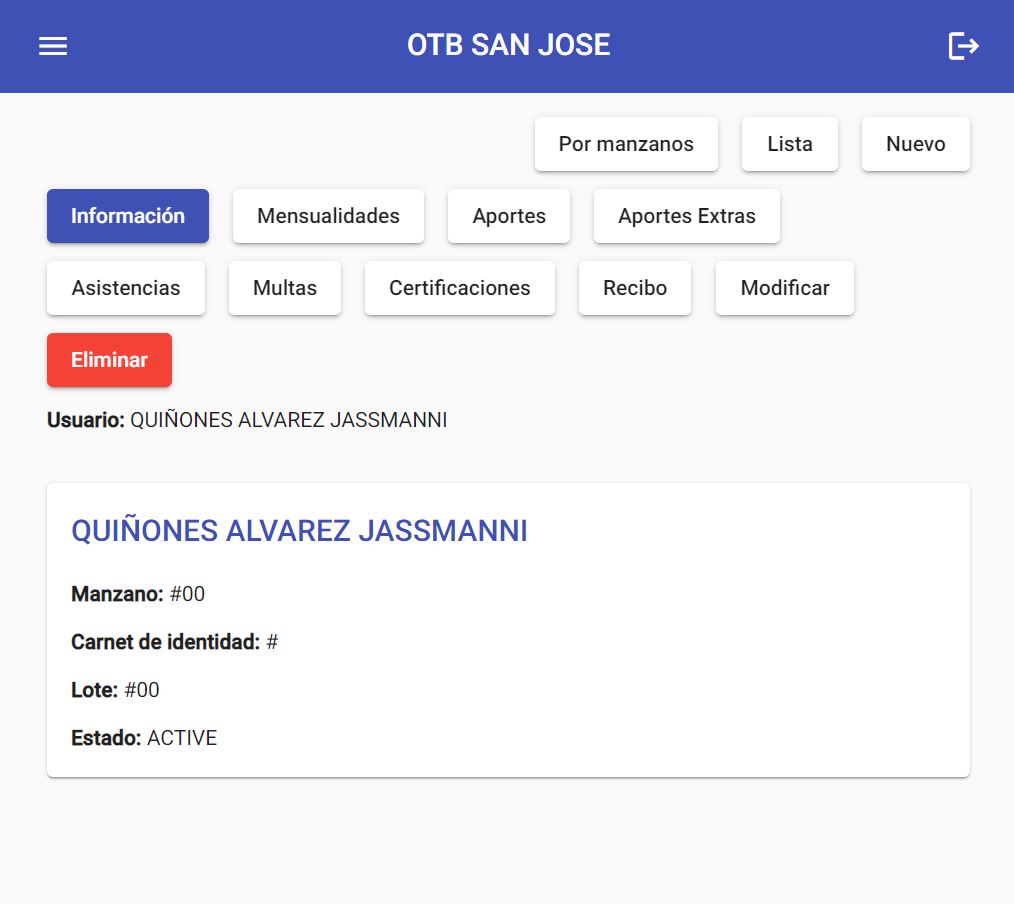 OTB SAN JOSE
Por manzanos Lista Nuevo
Información Mensualidades Aportes Aportes Extras
Asistencias Multas Certificaciones Recibo Modificar
Eliminar
Usuario: QUIÑONES ALVAREZ JASSMANNI
QUIÑONES ALVAREZ JASSMANNI
Manzano: #00
Carnet de identidad: #
Lote: #00
Estado: ACTIVE